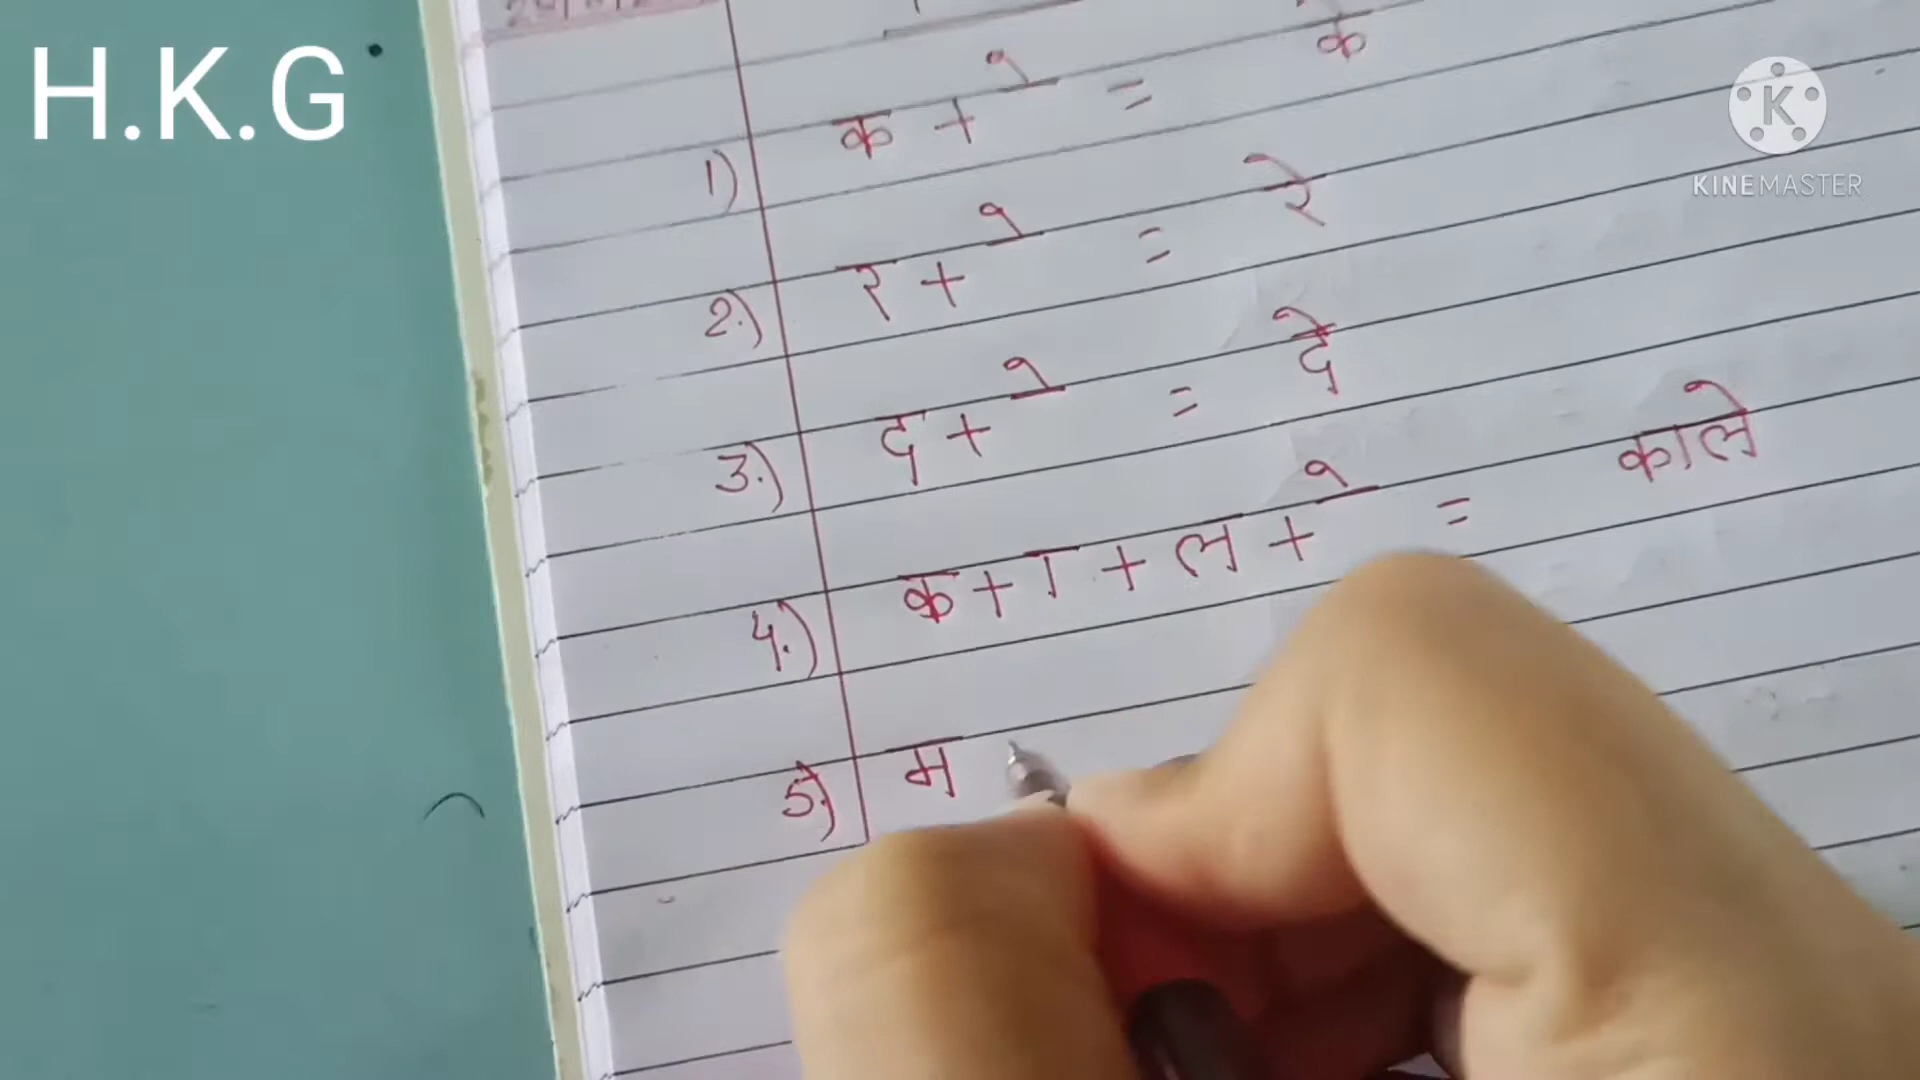 H.K.G
KINEMASTER
1) क + े = के
2.) र + े = रे
3.) द + े = दे
4.) क + ा + ल + े = काले
5.) म